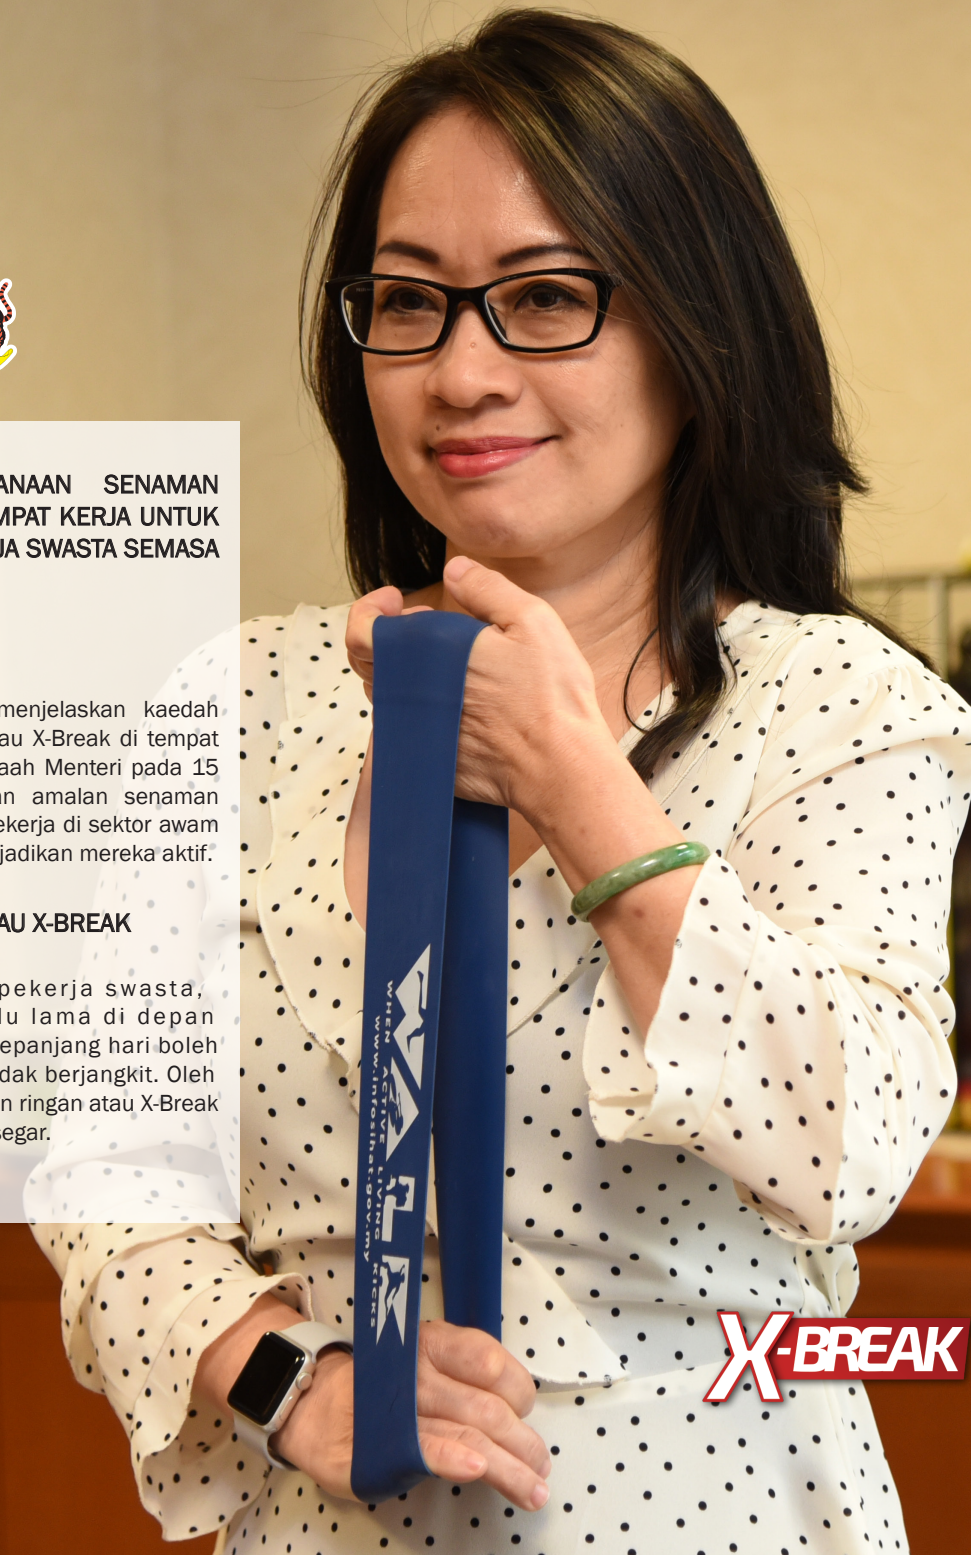 ANAAN SENAMAN
MPAT KERJA UNTUK
JA SWASTA SEMASA
menjelaskan kaedah
au X-Break di tempat
aah Menteri pada 15
an amalan senaman
ekerja di sektor awam
jadikan mereka aktif.
AU X-BREAK
pekerja swasta,
lu lama di depan
epanjang hari boleh
dak berjangkit. Oleh
n ringan atau X-Break
segar.
WALK
WHEN ACTIVE LIVING KICKS
www.infosihat.gov.my
X-BREAK